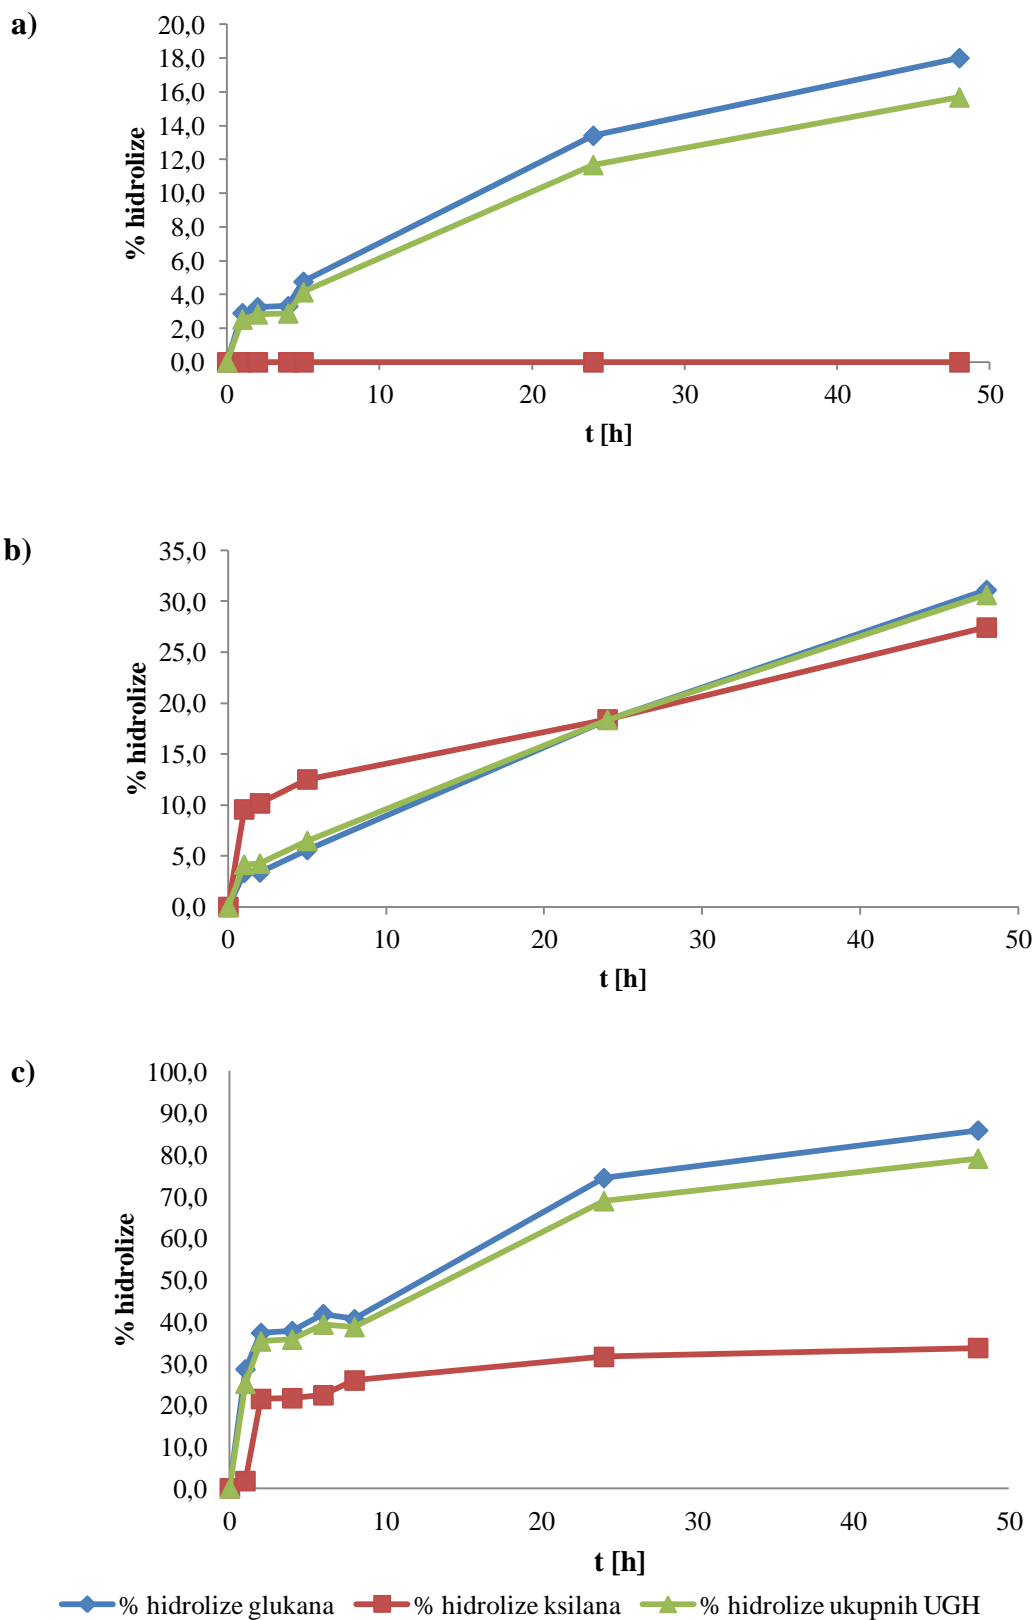 a)
20,0
18,0
16,0
14,0
12,0
10,0
8,0
6,0
4,0
2,0
0,0
% hidrolize
0 10 20 30 40 50
t [h]
b)
35,0
30,0
25,0
20,0
15,0
10,0
5,0
0,0
% hidrolize
0 10 20 30 40 50
t [h]
c)
100,0
90,0
80,0
70,0
60,0
50,0
40,0
30,0
20,0
10,0
0,0
% hidrolize
0 10 20 30 40 50
t [h]
% hidrolize glukana % hidrolize ksilana % hidrolize ukupnih UGH